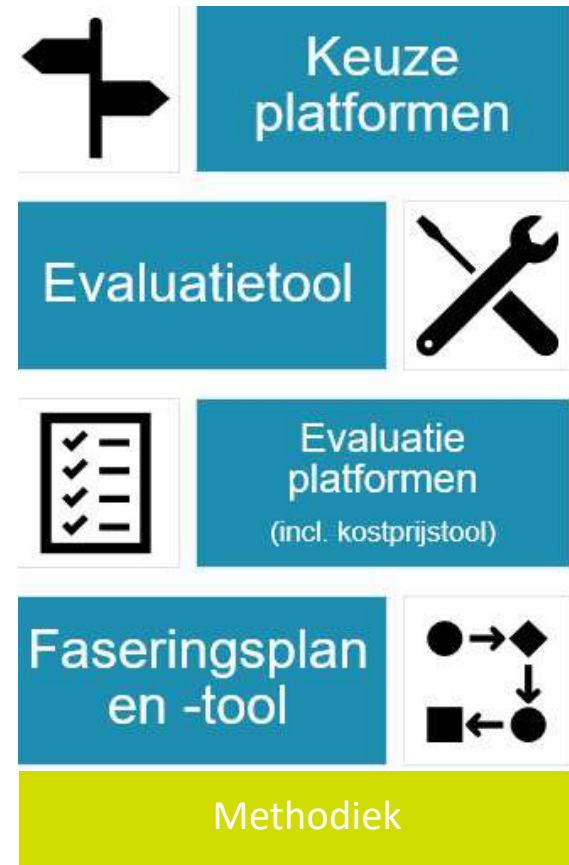 Keuze
platformen
Evaluatietool
Evaluatie
platformen
(incl. kostprijstool)
Faseringsplan
en -tool
Methodiek